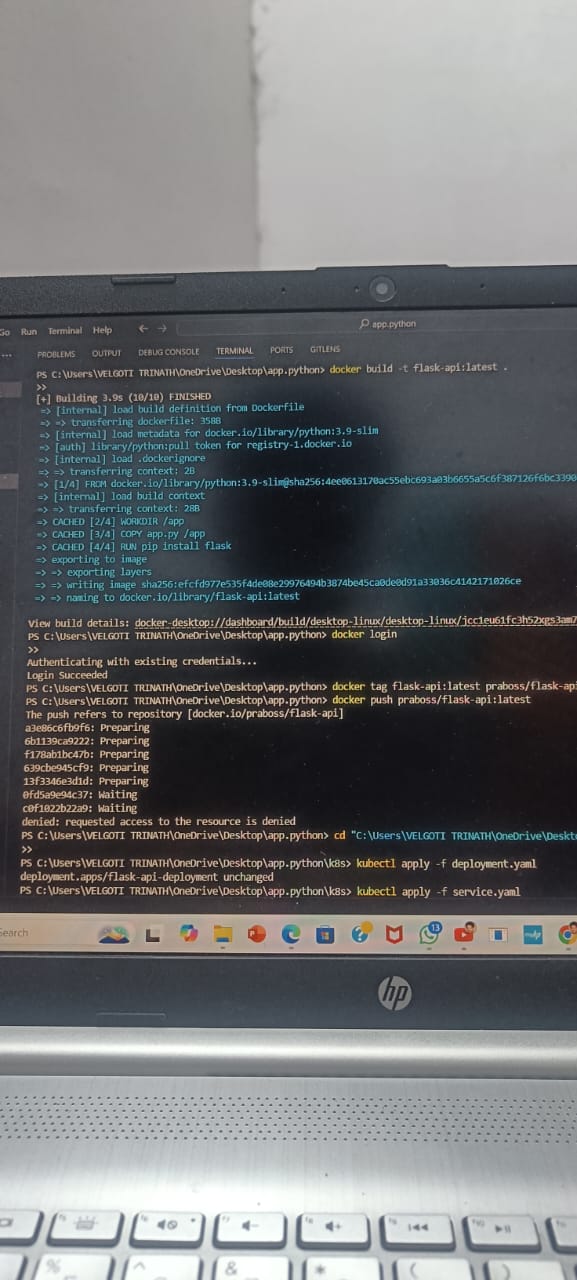 Go Run Terminal Help ← → app.python
... PROBLEMS OUTPUT DEBUG CONSOLE TERMINAL PORTS GITLENS
PS C:\Users\VELGOTI TRINATH\OneDrive\Desktop\app.python> docker build -t flask-api:latest .
>>
[+] Building 3.9s (10/10) FINISHED
=> [internal] load build definition from Dockerfile
=> => transferring dockerfile: 358B
=> [internal] load metadata for docker.io/library/python:3.9-slim
=> [auth] library/python:pull token for registry-1.docker.io
=> [internal] load .dockerignore
=> => transferring context: 2B
=> [1/4] FROM docker.io/library/python:3.9-slim@sha256:4ee0613170ac55ebc693a03b6655a5c6f387126f6bc3390
=> [internal] load build context
=> => transferring context: 28B
=> CACHED [2/4] WORKDIR /app
=> CACHED [3/4] COPY app.py /app
=> CACHED [4/4] RUN pip install flask
=> exporting to image
=> => exporting layers
=> => writing image sha256:efcfd977e535f4de08e29976494b3874be45ca0de0d91a33036c4142171026ce
=> => naming to docker.io/library/flask-api:latest
View build details: docker-desktop://dashboard/build/desktop-linux/desktop-linux/jcc1eu61fc3h52xgs3am7
PS C:\Users\VELGOTI TRINATH\OneDrive\Desktop\app.python> docker login
>>
Authenticating with existing credentials...
Login Succeeded
PS C:\Users\VELGOTI TRINATH\OneDrive\Desktop\app.python> docker tag flask-api:latest praboss/flask-ap
PS C:\Users\VELGOTI TRINATH\OneDrive\Desktop\app.python> docker push praboss/flask-api:latest
The push refers to repository [docker.io/praboss/flask-api]
a3e86c6fb9f6: Preparing
6b1139ca9222: Preparing
f178ab1bc47b: Preparing
639cbe945cf9: Preparing
13f3346e3d1d: Preparing
0fd5a9e94c37: Waiting
c0f1022b22a9: Waiting
denied: requested access to the resource is denied
PS C:\Users\VELGOTI TRINATH\OneDrive\Desktop\app.python> cd "C:\Users\VELGOTI TRINATH\OneDrive\Deskt
>>
PS C:\Users\VELGOTI TRINATH\OneDrive\Desktop\app.python\k8s> kubectl apply -f deployment.yaml
deployment.apps/flask-api-deployment unchanged
PS C:\Users\VELGOTI TRINATH\OneDrive\Desktop\app.python\k8s> kubectl apply -f service.yaml
Search 13
hp
% ^ & * ( )